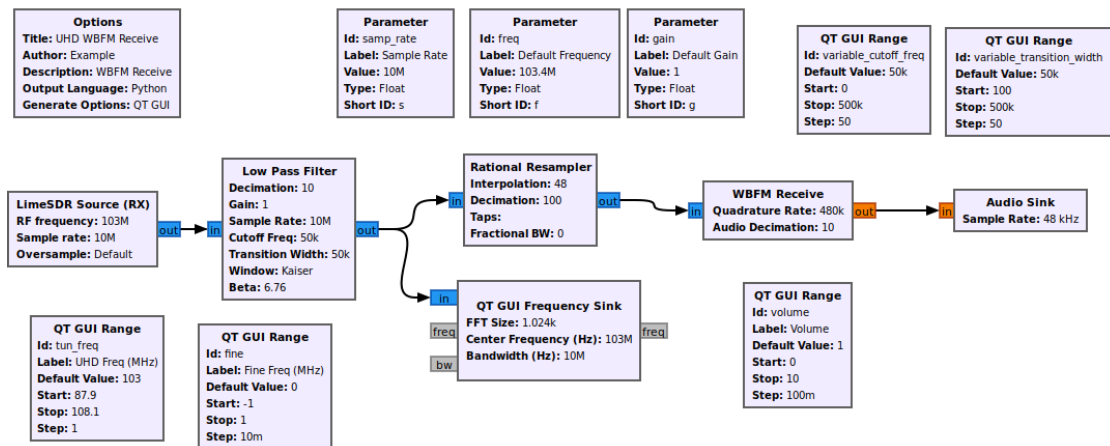 Options
Title: UHD WBFM Receive
Author: Example
Description: WBFM Receive
Output Language: Python
Generate Options: QT GUI
Parameter
Id: samp_rate
Label: Sample Rate
Value: 10M
Type: Float
Short ID: s
Parameter
Id: freq
Label: Default Frequency
Value: 103.4M
Type: Float
Short ID: f
Parameter
Id: gain
Label: Default Gain
Value: 1
Type: Float
Short ID: g
QT GUI Range
Id: variable_cutoff_freq
Default Value: 50k
Start: 0
Stop: 500k
Step: 50
QT GUI Range
Id: variable_transition_width
Default Value: 50k
Start: 100
Stop: 500k
Step: 50
LimeSDR Source (RX)
RF frequency: 103M
Sample rate: 10M
Oversample: Default
out
in
Low Pass Filter
Decimation: 10
Gain: 1
Sample Rate: 10M
Cutoff Freq: 50k
Transition Width: 50k
Window: Kaiser
Beta: 6.76
out
in
Rational Resampler
Interpolation: 48
Decimation: 100
Taps:
Fractional BW: 0
out
in
WBFM Receive
Quadrature Rate: 480k
Audio Decimation: 10
out
in
Audio Sink
Sample Rate: 48 kHz
in
freq
bw
QT GUI Frequency Sink
FFT Size: 1.024k
Center Frequency (Hz): 103M
Bandwidth (Hz): 10M
freq
QT GUI Range
Id: tun_freq
Label: UHD Freq (MHz)
Default Value: 103
Start: 87.9
Stop: 108.1
Step: 1
QT GUI Range
Id: fine
Label: Fine Freq (MHz)
Default Value: 0
Start: -1
Stop: 1
Step: 10m
QT GUI Range
Id: volume
Label: Volume
Default Value: 1
Start: 0
Stop: 10
Step: 100m